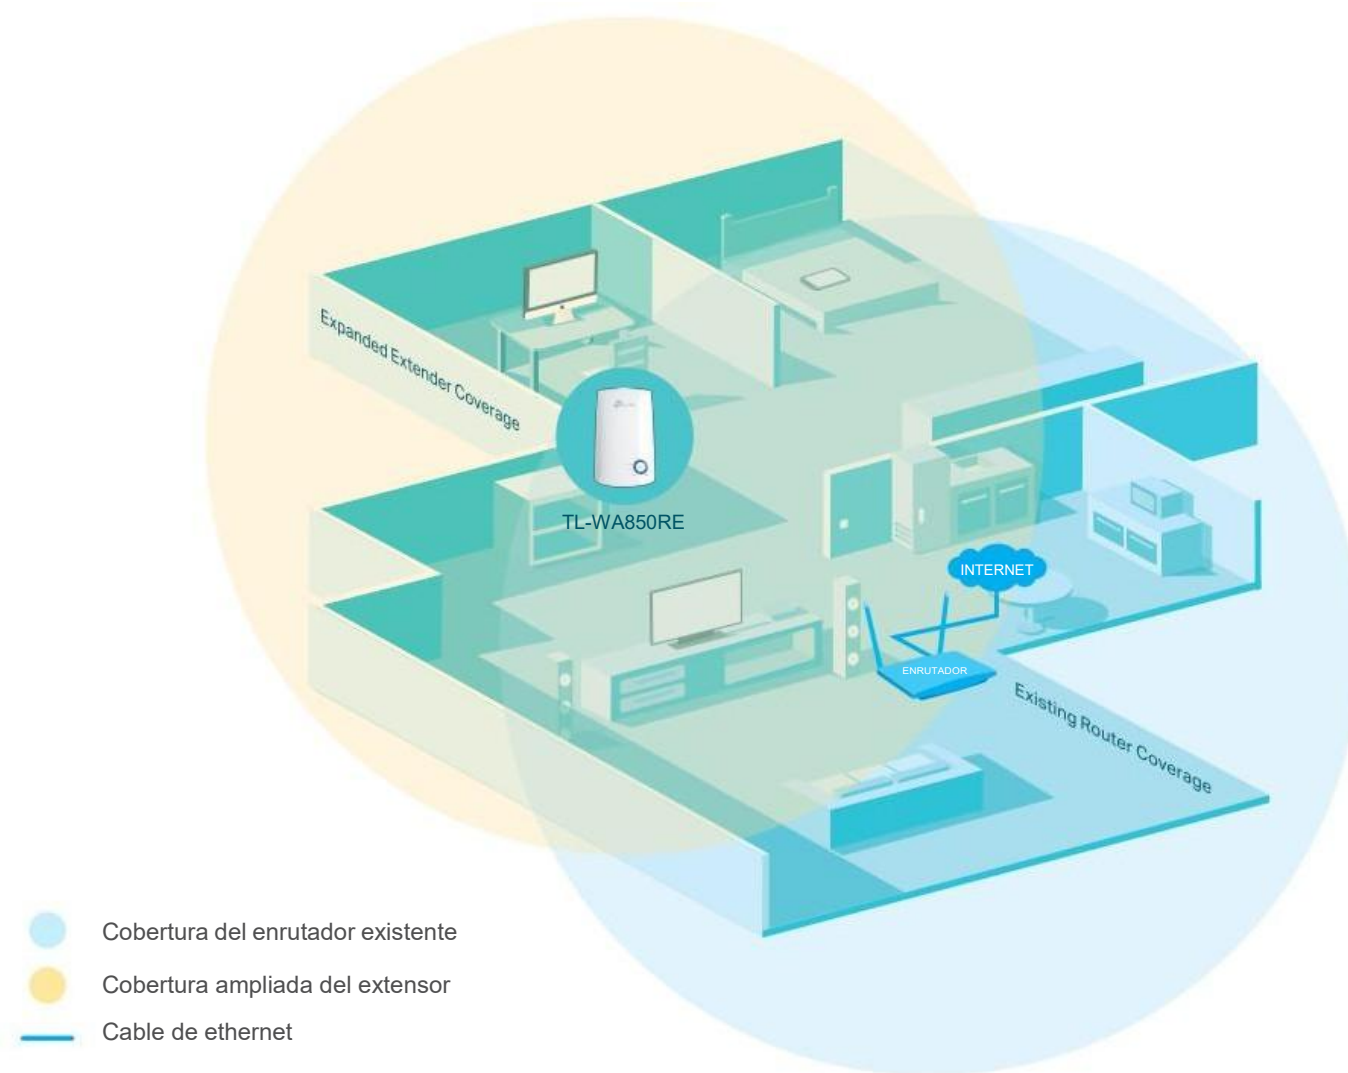 Expanded Extender Coverage
TL-WA850RE
INTERNET
ENRUTADOR
Existing Router Coverage
Cobertura del enrutador existente
Cobertura ampliada del extensor
Cable de ethernet